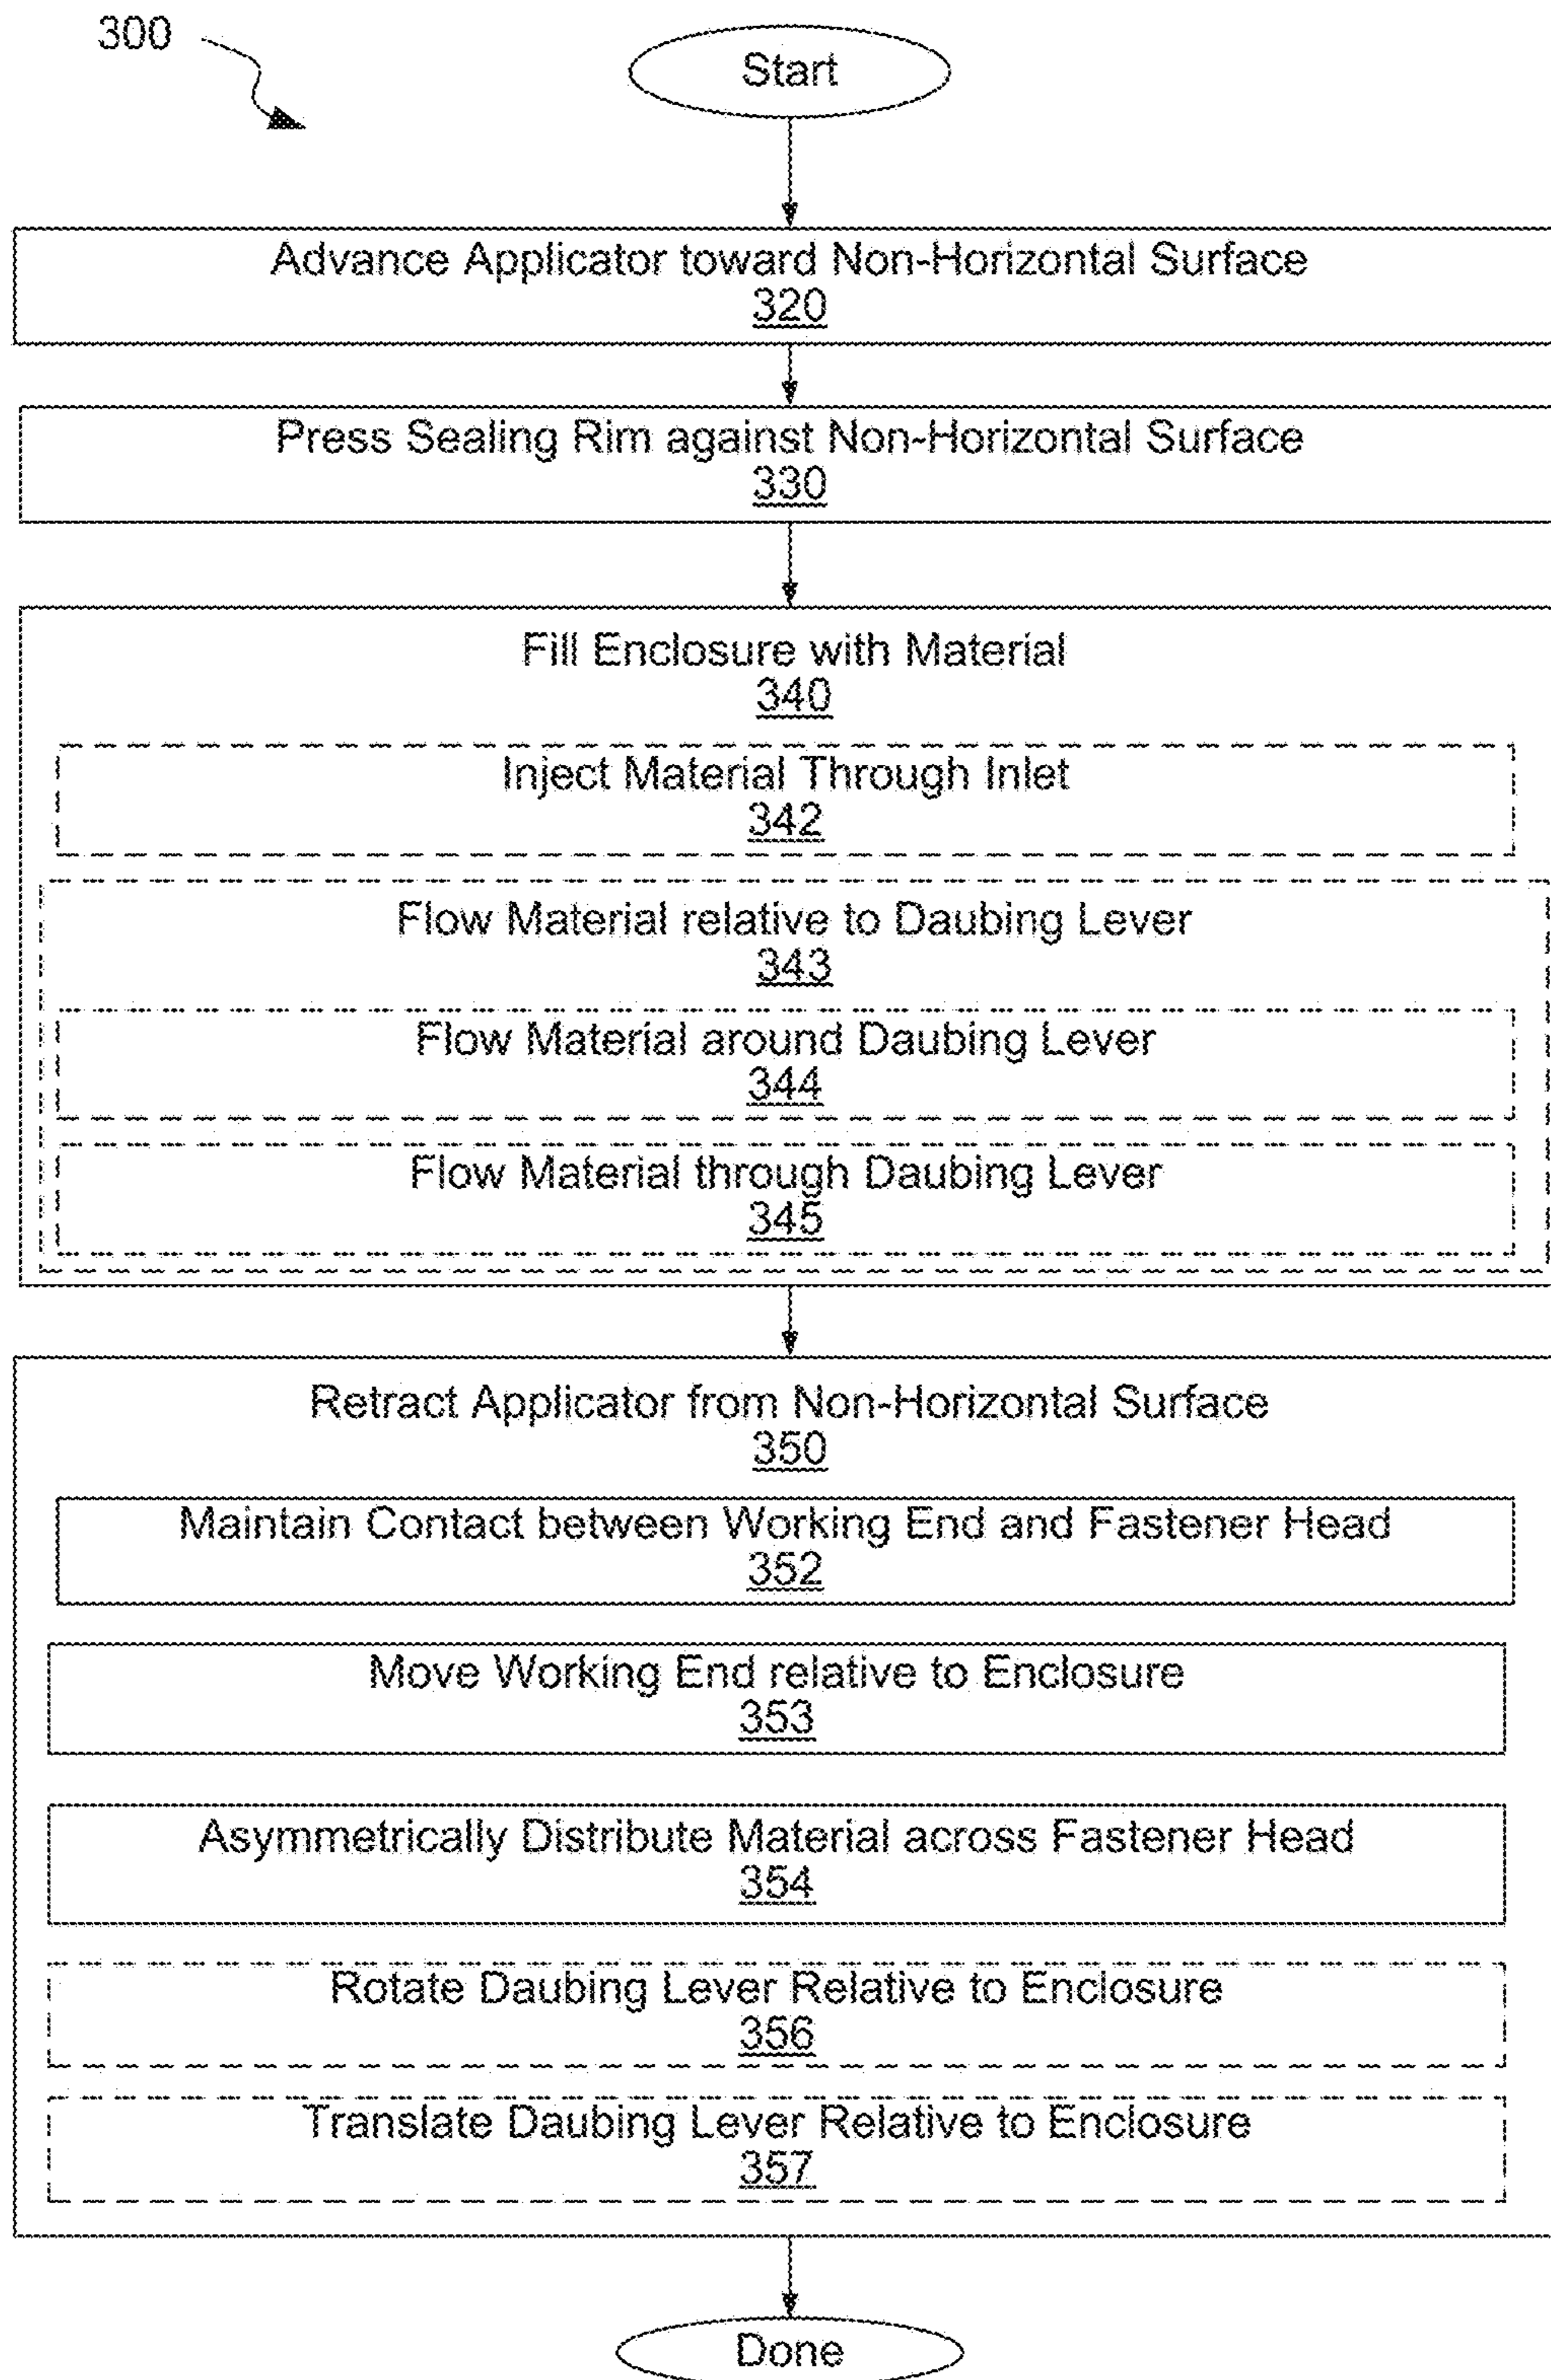 300
Start
Advance Applicator toward Non-Horizontal Surface
320
Press Sealing Rim against Non-Horizontal Surface
330
Fill Enclosure with Material
340
Inject Material Through Inlet
342
Flow Material relative to Daubing Lever
343
Flow Material around Daubing Lever
344
Flow Material through Daubing Lever
345
Retract Applicator from Non-Horizontal Surface
350
Maintain Contact between Working End and Fastener Head
352
Move Working End relative to Enclosure
353
Asymmetrically Distribute Material across Fastener Head
354
Rotate Daubing Lever Relative to Enclosure
356
Translate Daubing Lever Relative to Enclosure
357
Done